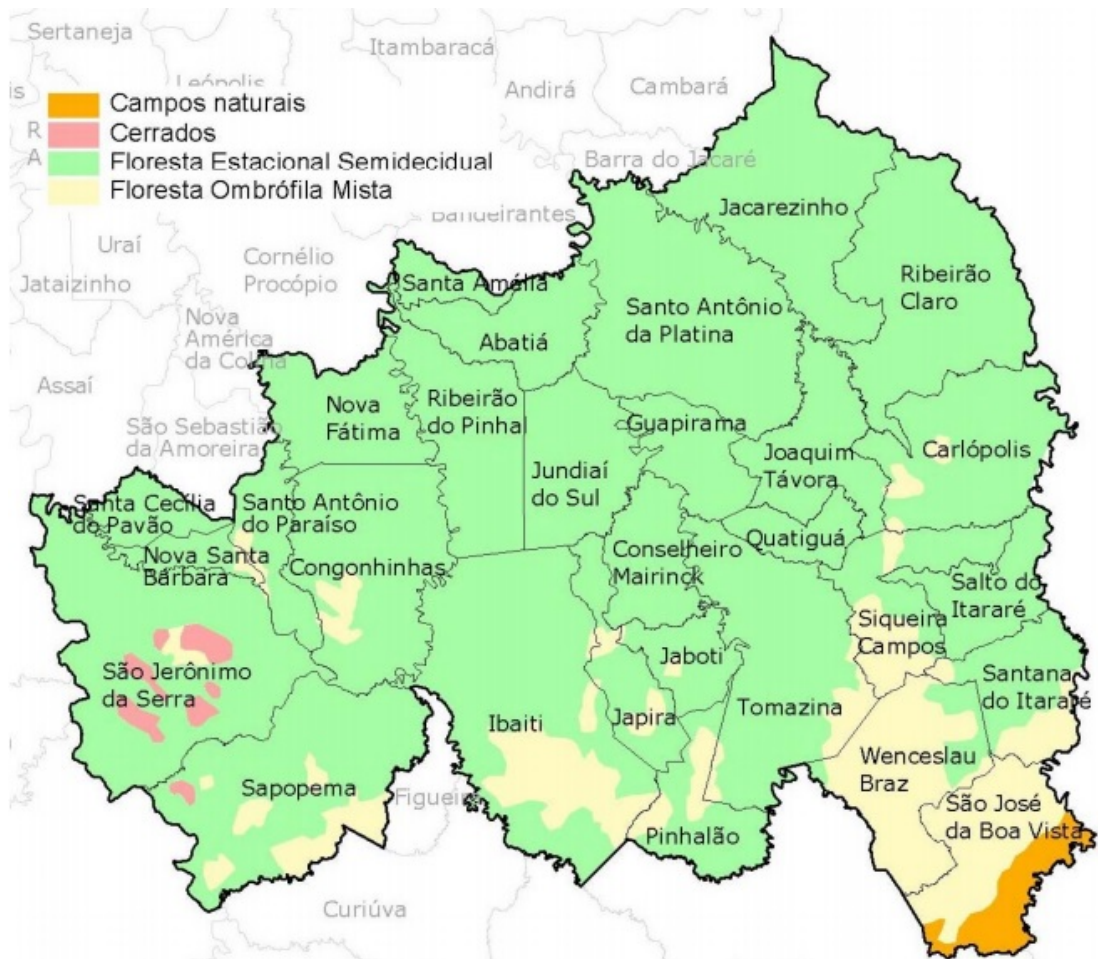 Sertaneja
Itambaracá
Leópolis
Andirá
Cambará
is
Campos naturais
R
Cerrados
A
Floresta Estacional Semidecidual
Barra do Jacaré
Floresta Ombrófila Mista
Bandeirantes
Jacarezinho
Uraí
Cornélio
Procópio
Jataizinho
Santa Amélia
Ribeirão
Claro
Santo Antônio
da Platina
Nova
América
da Colina
Abatiá
Assaí
Nova
Fátima
Ribeirão
do Pinhal
São Sebastião
da Amoreira
Guapirama
Carlópolis
Joaquim
Távora
Jundiaí
do Sul
Santa Cecília
do Pavão
Santo Antônio
do Paraíso
Quatiguá
Nova Santa
Bárbara
Congonhinhas
Conselheiro
Mairinck
Salto do
Itararé
Siqueira
Campos
São Jerônimo
da Serra
Jaboti
Santana
do Itararé
Ibaiti
Japira
Tomazina
Wenceslau
Braz
Sapopema
Figueira
São José
da Boa Vista
Pinhalão
Curiúva